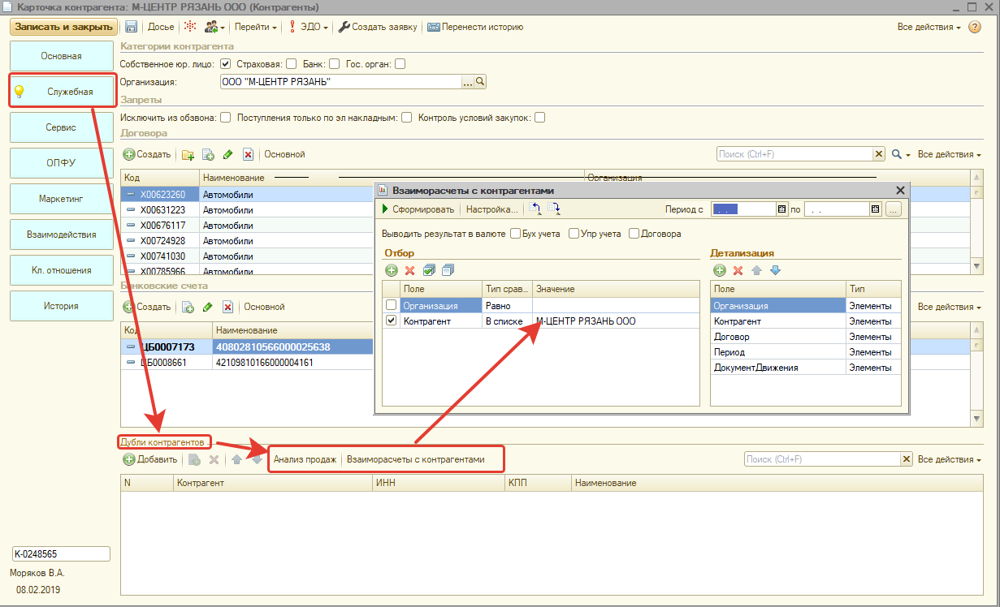 Карточка контрагента: М-ЦЕНТР РЯЗАНЬ ООО (Контрагенты)
Записать и закрыть Досье Перейти ЭДО Создать заявку Перенести историю Все действия
Основная
Служебная
Сервис
ОПФУ
Маркетинг
Взаимодействия
Кл. отношения
История
Категории контрагента
Собственное юр. лицо: Страховая: Банк: Гос. орган:
Организация: ООО "М-ЦЕНТР РЯЗАНЬ" ...
Запреты
Исключить из обзвона: Поступления только по эл накладным: Контроль условий закупок:
Договора
Создать Основной Поиск (Ctrl+F) Все действия
Код Наименование Организация
X00623260 Автомобили
X00631223 Автомобили
X00676117 Автомобили
X00724928 Автомобили
X00741030 Автомобили
X00785966 Автомобили
Банковские счета
Создать Основной Все действия
Код Наименование
ЦБ0007173 40802810566000025638
ЦБ0008661 42109810166000004161
Взаиморасчеты с контрагентами
Сформировать Настройка... Период с . . по . . ...
Выводить результат в валюте Бух учета Упр учета Договора
Отбор
Поле Тип срав... Значение
Организация Равно
Контрагент В списке М-ЦЕНТР РЯЗАНЬ ООО
Детализация
Поле Тип
Организация Элементы
Контрагент Элементы
Договор Элементы
Период Элементы
ДокументДвижения Элементы
Дубли контрагентов
Добавить Анализ продаж Взаиморасчеты с контрагентами Поиск (Ctrl+F) Все действия
N Контрагент ИНН КПП Наименование
К-0248565
Моряков В.А.
08.02.2019